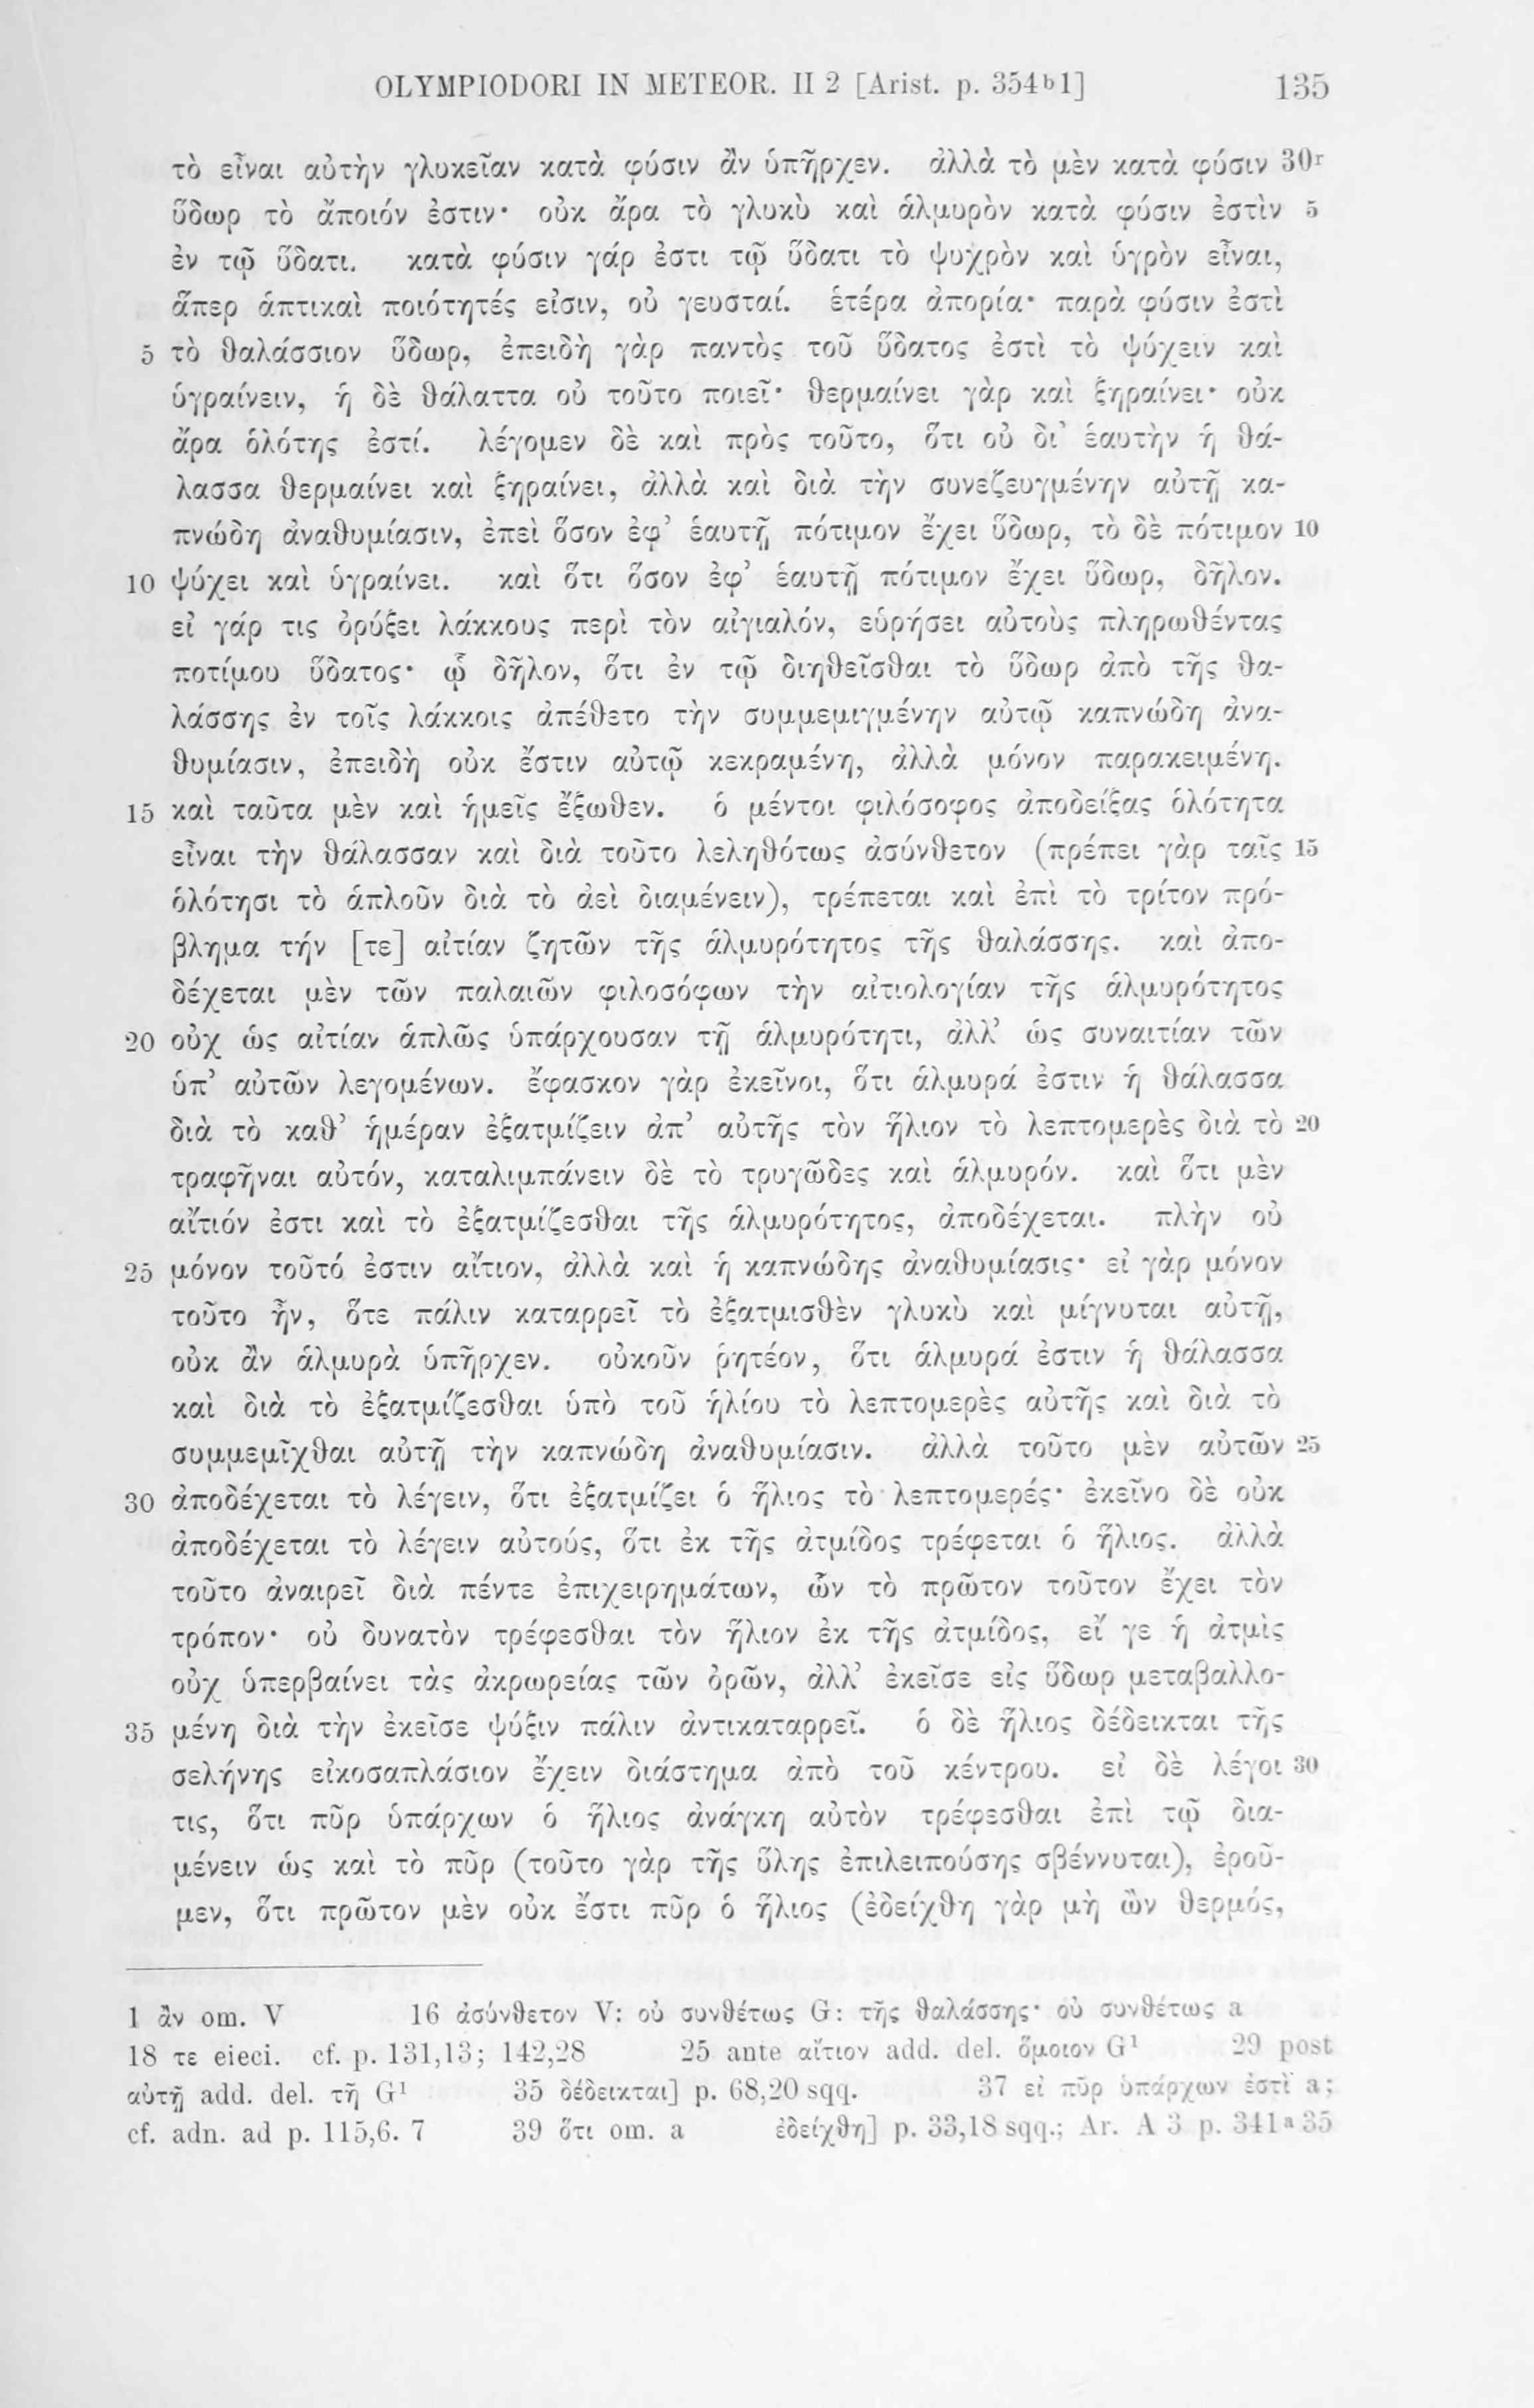 OLYMPIODORI IN METEOR. II 2 [Arist. p. 354ᵇ1] 135
τὸ εἶναι αὐτὴν γλυκεῖαν κατὰ φύσιν ἂν ὑπῆρχεν. ἀλλὰ τὸ μὲν κατὰ φύσιν 30ʳ
ὕδωρ τὸ ἄποιόν ἐστιν· οὐκ ἄρα τὸ γλυκὺ καὶ ἁλμυρὸν κατὰ φύσιν ἐστὶν 5
ἐν τῷ ὕδατι. κατὰ φύσιν γάρ ἐστι τῷ ὕδατι τὸ ψυχρὸν καὶ ὑγρὸν εἶναι,
ἅπερ ἁπτικαὶ ποιότητές εἰσιν, οὐ γευσταί. ἑτέρα ἀπορία· παρὰ φύσιν ἐστὶ
5 τὸ θαλάσσιον ὕδωρ, ἐπειδὴ γὰρ παντὸς τοῦ ὕδατος ἐστὶ τὸ ψύχειν καὶ
ὑγραίνειν, ἡ δὲ θάλαττα οὐ τοῦτο ποιεῖ· θερμαίνει γὰρ καὶ ξηραίνει· οὐκ
ἄρα ὁλότης ἐστί. λέγομεν δὲ καὶ πρὸς τοῦτο, ὅτι οὐ δι’ ἑαυτὴν ἡ θά-
λασσα θερμαίνει καὶ ξηραίνει, ἀλλὰ καὶ διὰ τὴν συνεζευγμένην αὐτῇ κα-
πνώδη ἀναθυμίασιν, ἐπεὶ ὅσον ἐφ’ ἑαυτῇ πότιμον ἔχει ὕδωρ, τὸ δὲ πότιμον 10
10 ψύχει καὶ ὑγραίνει. καὶ ὅτι ὅσον ἐφ’ ἑαυτῇ πότιμον ἔχει ὕδωρ, δῆλον.
εἰ γάρ τις ὀρύξει λάκκους περὶ τὸν αἰγιαλόν, εὑρήσει αὐτοὺς πληρωθέντας
ποτίμου ὕδατος· ᾧ δῆλον, ὅτι ἐν τῷ διηθεῖσθαι τὸ ὕδωρ ἀπὸ τῆς θα-
λάσσης ἐν τοῖς λάκκοις ἀπέθετο τὴν συμμεμιγμένην αὐτῷ καπνώδη ἀνα-
θυμίασιν, ἐπειδὴ οὐκ ἔστιν αὐτῷ κεκραμένη, ἀλλὰ μόνον παρακειμένη.
15 καὶ ταῦτα μὲν καὶ ἡμεῖς ἔξωθεν. ὁ μέντοι φιλόσοφος ἀποδείξας ὁλότητα
εἶναι τὴν θάλασσαν καὶ διὰ τοῦτο λεληθότως ἀσύνθετον (πρέπει γὰρ ταῖς 15
ὁλότησι τὸ ἁπλοῦν διὰ τὸ ἀεὶ διαμένειν), τρέπεται καὶ ἐπὶ τὸ τρίτον πρό-
βλημα τήν [τε] αἰτίαν ζητῶν τῆς ἁλμυρότητος τῆς θαλάσσης. καὶ ἀπο-
δέχεται μὲν τῶν παλαιῶν φιλοσόφων τὴν αἰτιολογίαν τῆς ἁλμυρότητος
20 οὐχ ὡς αἰτίαν ἁπλῶς ὑπάρχουσαν τῇ ἁλμυρότητι, ἀλλ’ ὡς συναιτίαν τῶν
ὑπ’ αὐτῶν λεγομένων. ἔφασκον γὰρ ἐκεῖνοι, ὅτι ἁλμυρά ἐστιν ἡ θάλασσα
διὰ τὸ καθ’ ἡμέραν ἐξατμίζειν ἀπ’ αὐτῆς τὸν ἥλιον τὸ λεπτομερὲς διὰ τὸ 20
τραφῆναι αὐτόν, καταλιμπάνειν δὲ τὸ τρυγῶδες καὶ ἁλμυρόν. καὶ ὅτι μὲν
αἴτιόν ἐστι καὶ τὸ ἐξατμίζεσθαι τῆς ἁλμυρότητος, ἀποδέχεται. πλὴν οὐ
25 μόνον τοῦτό ἐστιν αἴτιον, ἀλλὰ καὶ ἡ καπνώδης ἀναθυμίασις· εἰ γὰρ μόνον
τοῦτο ἦν, ὅτε πάλιν καταρρεῖ τὸ ἐξατμισθὲν γλυκὺ καὶ μίγνυται αὐτῇ,
οὐκ ἂν ἁλμυρὰ ὑπῆρχεν. οὐκοῦν ῥητέον, ὅτι ἁλμυρά ἐστιν ἡ θάλασσα
καὶ διὰ τὸ ἐξατμίζεσθαι ὑπὸ τοῦ ἡλίου τὸ λεπτομερὲς αὐτῆς καὶ διὰ τὸ
συμμεμῖχθαι αὐτῇ τὴν καπνώδη ἀναθυμίασιν. ἀλλὰ τοῦτο μὲν αὐτῶν 25
30 ἀποδέχεται τὸ λέγειν, ὅτι ἐξατμίζει ὁ ἥλιος τὸ λεπτομερές· ἐκεῖνο δὲ οὐκ
ἀποδέχεται τὸ λέγειν αὐτούς, ὅτι ἐκ τῆς ἀτμίδος τρέφεται ὁ ἥλιος. ἀλλὰ
τοῦτο ἀναιρεῖ διὰ πέντε ἐπιχειρημάτων, ὧν τὸ πρῶτον τοῦτον ἔχει τὸν
τρόπον· οὐ δυνατὸν τρέφεσθαι τὸν ἥλιον ἐκ τῆς ἀτμίδος, εἴ γε ἡ ἀτμὶς
οὐχ ὑπερβαίνει τὰς ἀκρωρείας τῶν ὀρῶν, ἀλλ’ ἐκεῖσε εἰς ὕδωρ μεταβαλλο-
35 μένη διὰ τὴν ἐκεῖσε ψύξιν πάλιν ἀντικαταρρεῖ. ὁ δὲ ἥλιος δέδεικται τῆς
σελήνης εἰκοσαπλάσιον ἔχειν διάστημα ἀπὸ τοῦ κέντρου. εἰ δὲ λέγοι 30
τις, ὅτι πῦρ ὑπάρχων ὁ ἥλιος ἀνάγκη αὐτὸν τρέφεσθαι ἐπὶ τῷ δια-
μένειν ὡς καὶ τὸ πῦρ (τοῦτο γὰρ τῆς ὕλης ἐπιλειπούσης σβέννυται), ἐροῦ-
μεν, ὅτι πρῶτον μὲν οὐκ ἔστι πῦρ ὁ ἥλιος (ἐδείχθη γὰρ μὴ ὢν θερμός,
1 ἂν om. V 16 ἀσύνθετον V: οὐ συνθέτως G: τῆς θαλάσσης· οὐ συνθέτως a
18 τε eieci. cf. p. 131,13; 142,28 25 ante αἴτιον add. del. ὅμοιον G¹ 29 post
αὐτῇ add. del. τῇ G¹ 35 δέδεικται] p. 68,20 sqq. 37 εἰ πῦρ ὑπάρχων ἐστὶ a;
cf. adn. ad p. 115,6. 7 39 ὅτι om. a ἐδείχθη] p. 33,18 sqq.; Ar. A 3 p. 341ᵃ35